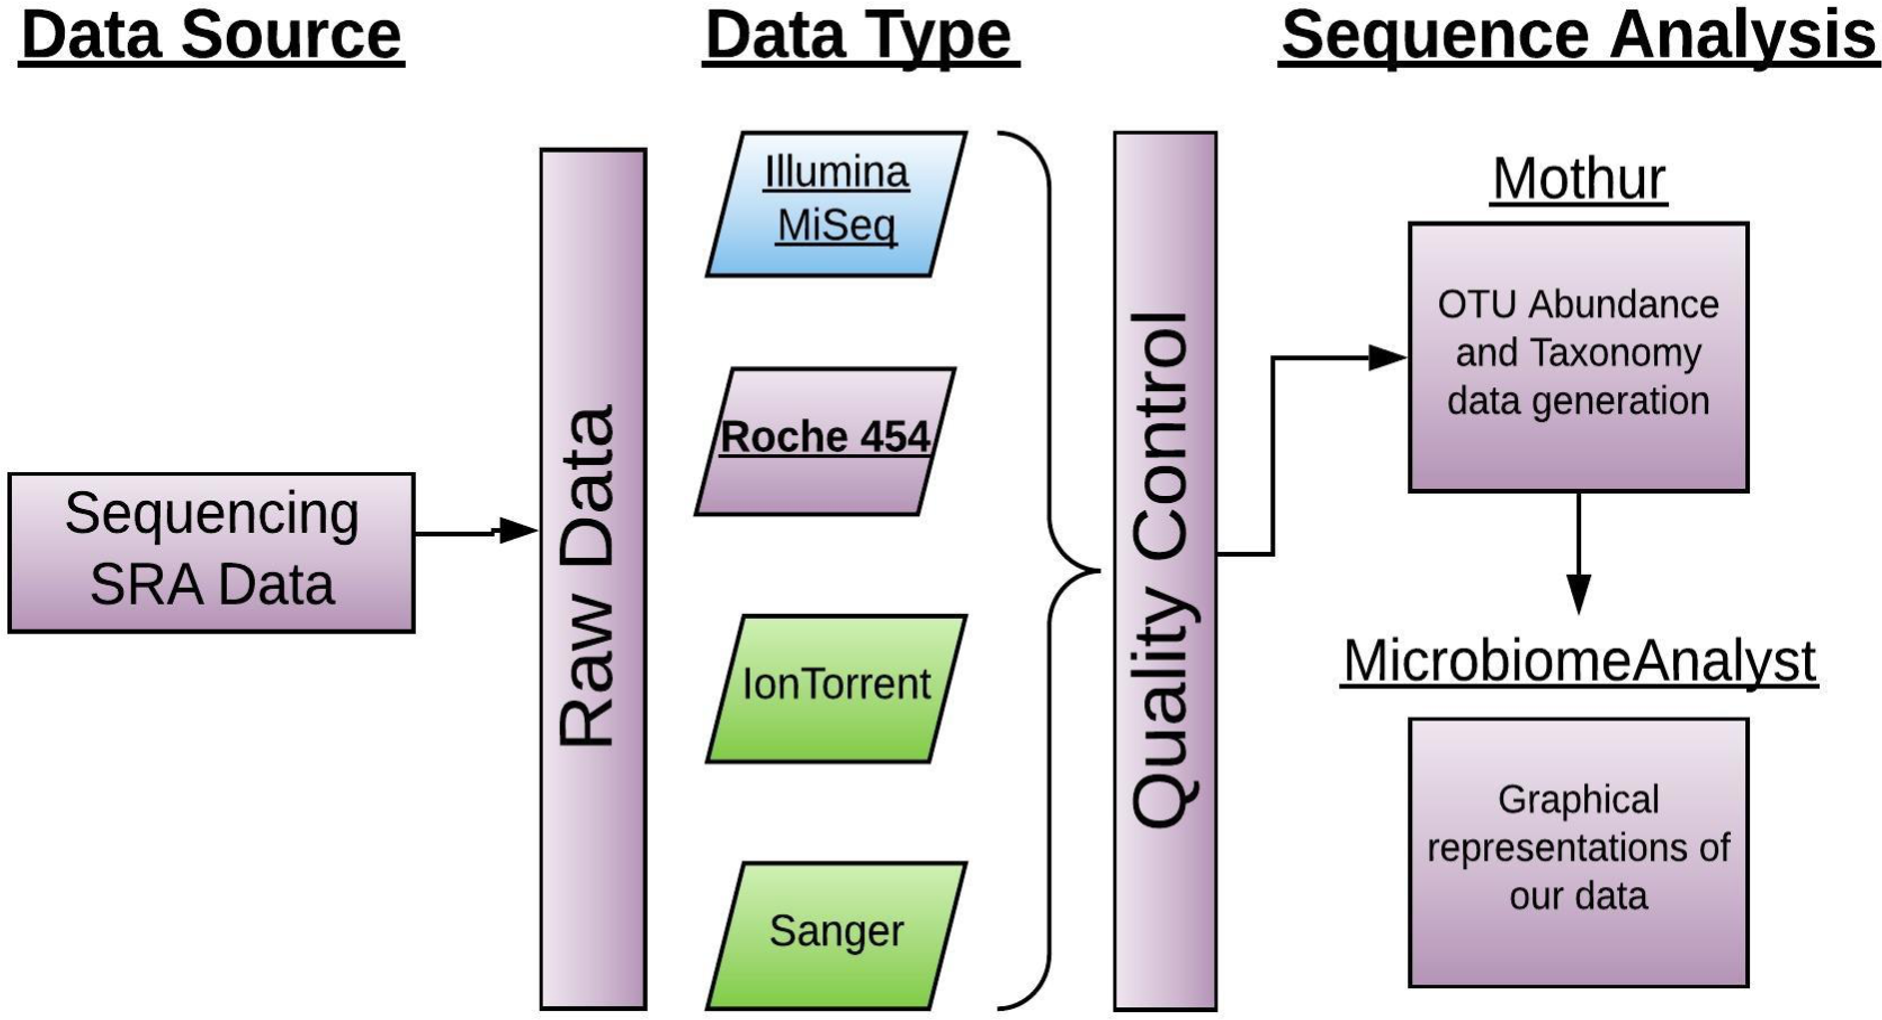 Data Source
Data Type
Sequence Analysis
Sequencing
SRA Data
Raw Data
Illumina
MiSeq
Roche 454
IonTorrent
Sanger
Quality Control
Mothur
OTU Abundance
and Taxonomy
data generation
MicrobiomeAnalyst
Graphical
representations of
our data